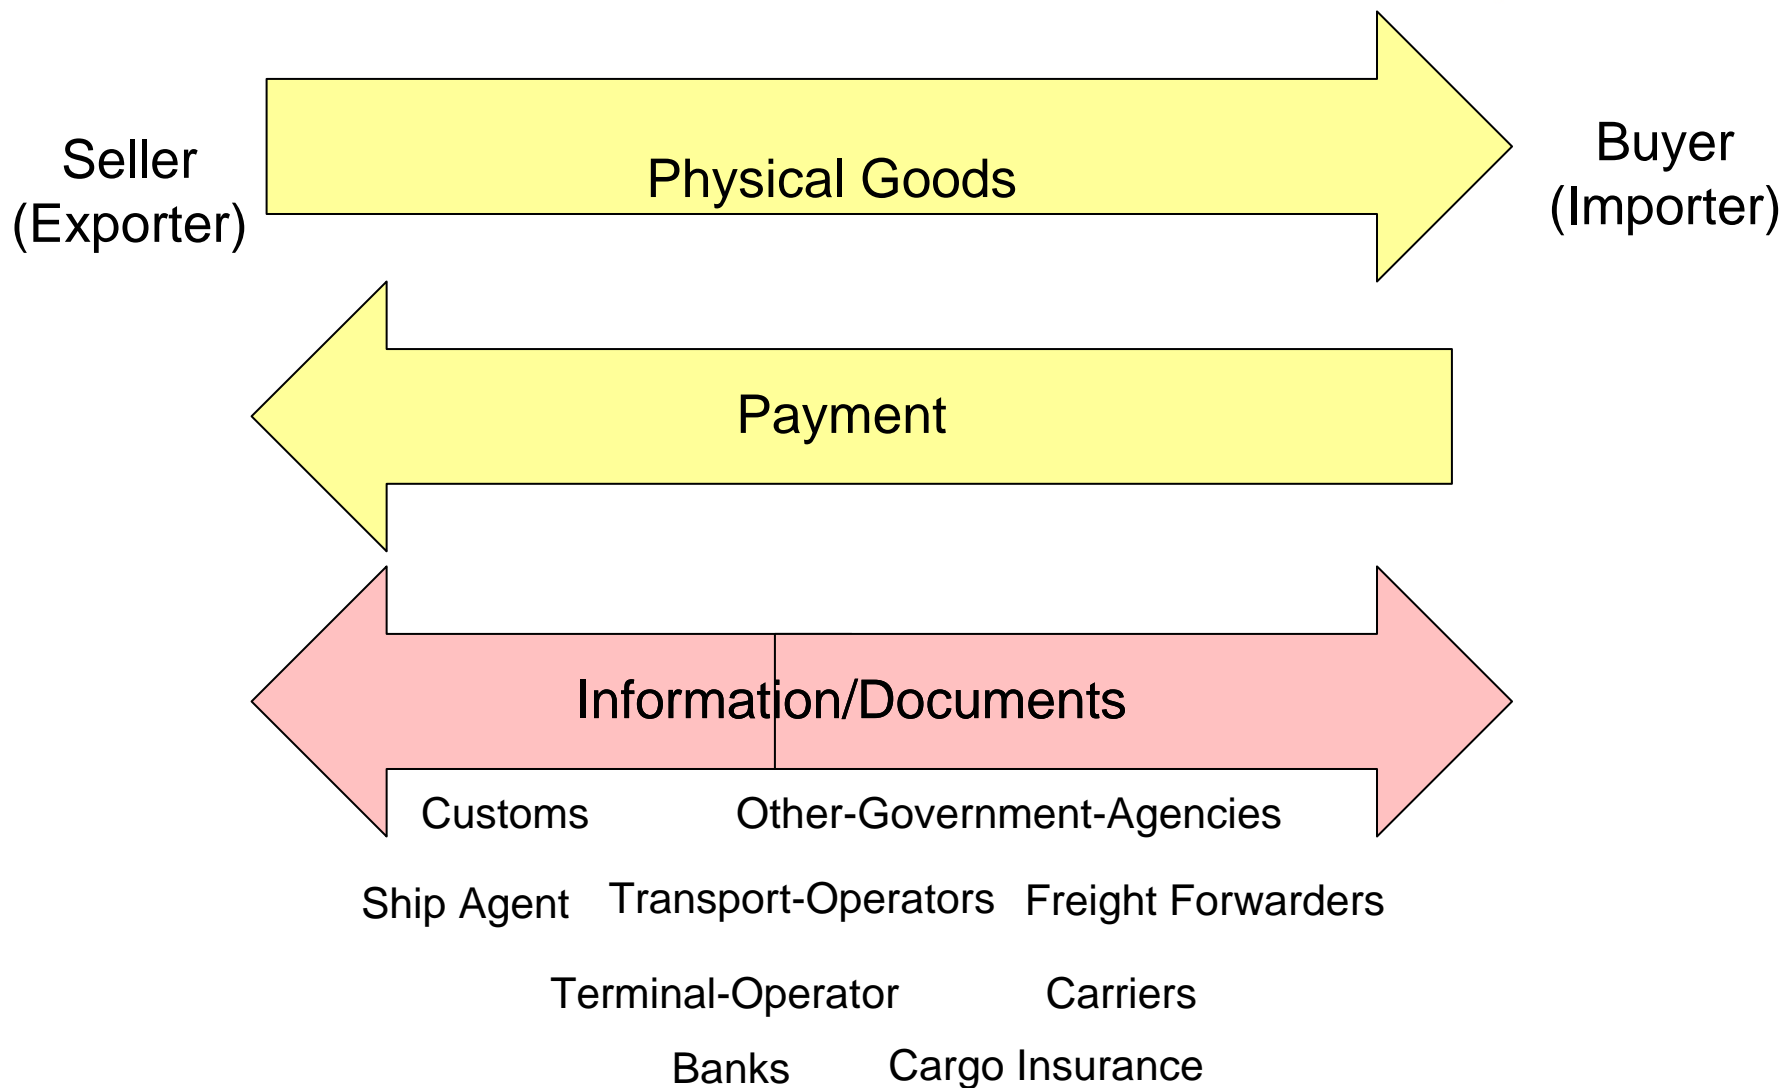 Seller
(Exporter)
Physical Goods
Buyer
(Importer)
Payment
Information/Documents
Customs
Other-Government-Agencies
Ship Agent
Transport-Operators
Freight Forwarders
Terminal-Operator
Carriers
Banks
Cargo Insurance